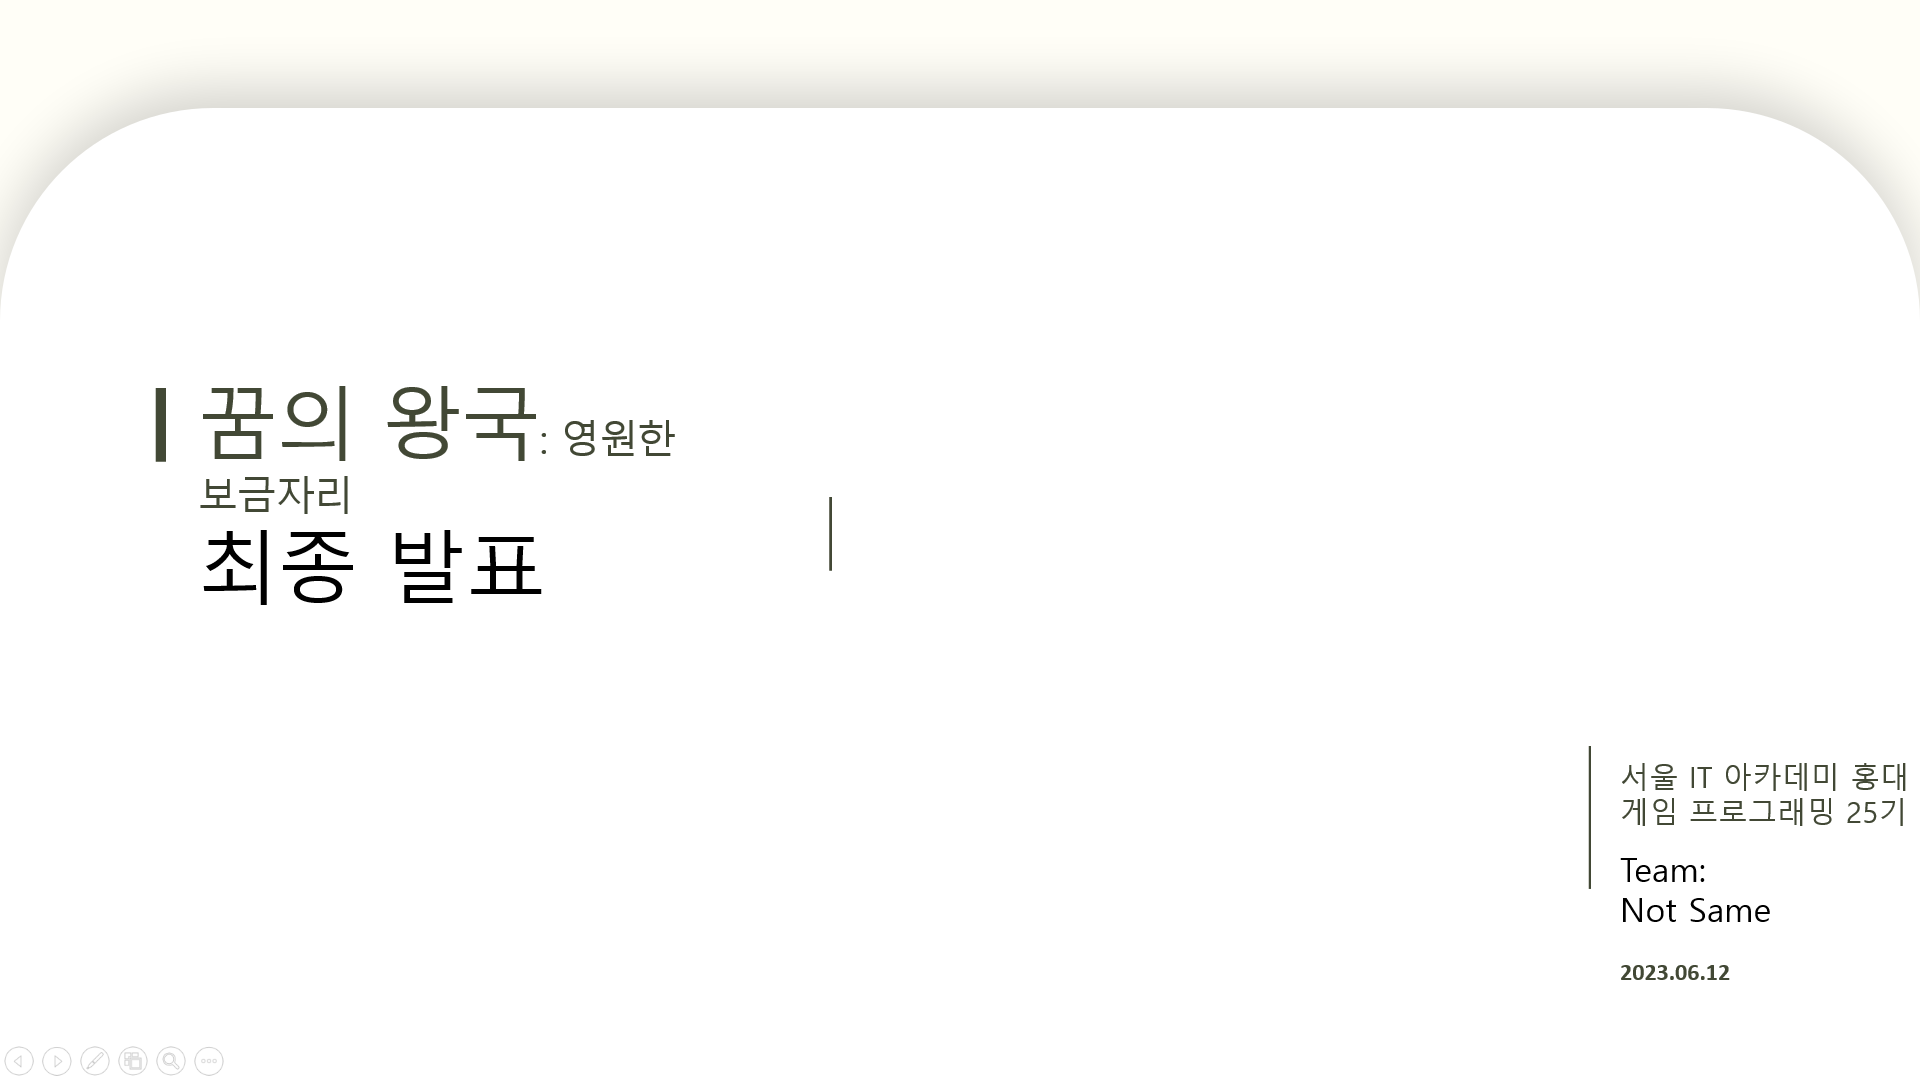 꿈의 왕국: 영원한
보금자리
최종 발표
서울 IT 아카데미 홍대
게임 프로그래밍 25기
Team:
Not Same
2023.06.12